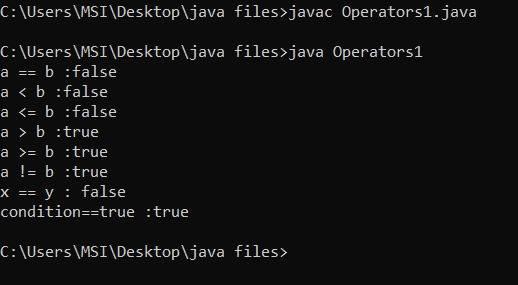 C:\Users\MSI\Desktop\java files>javac Operators1.java
C:\Users\MSI\Desktop\java files>java Operators1
a == b :false
a < b :false
a <= b :false
a > b :true
a >= b :true
a != b :true
x == y : false
condition==true :true
C:\Users\MSI\Desktop\java files>